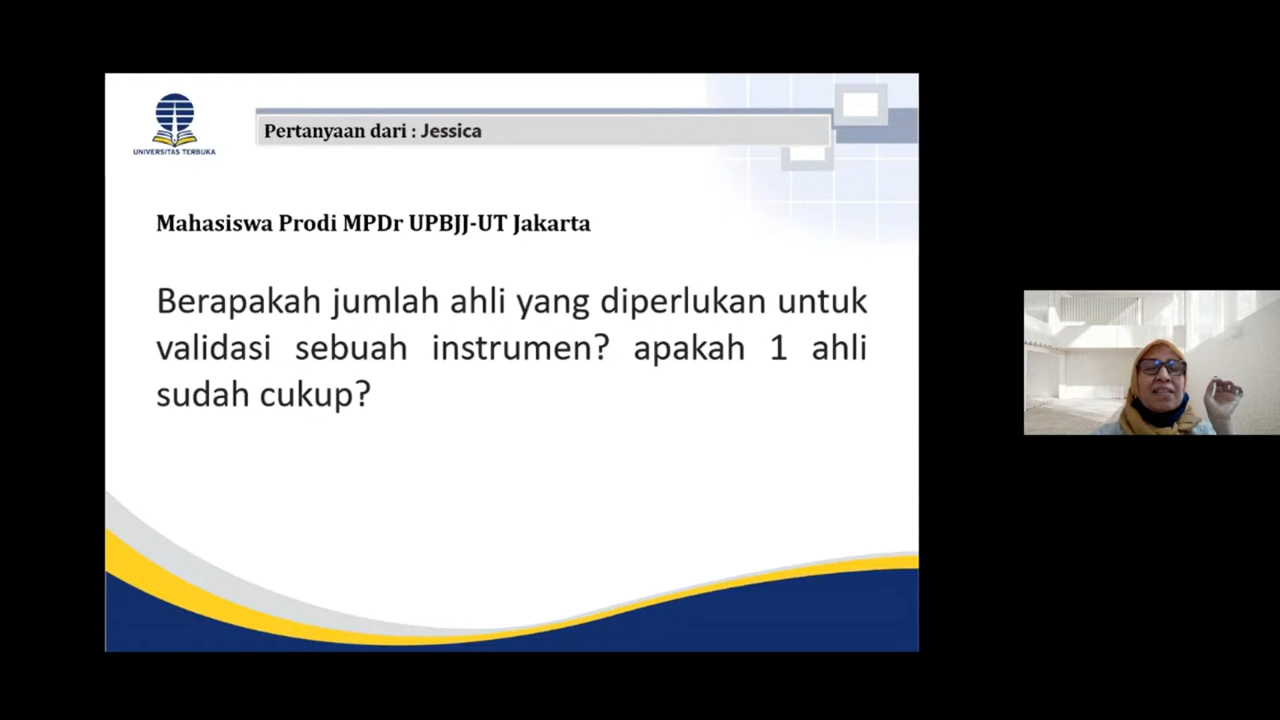 UNIVERSITAS TERBUKA
Pertanyaan dari : Jessica
Mahasiswa Prodi MPDr UPBJJ-UT Jakarta
Berapakah jumlah ahli yang diperlukan untuk
validasi sebuah instrumen? apakah 1 ahli
sudah cukup?